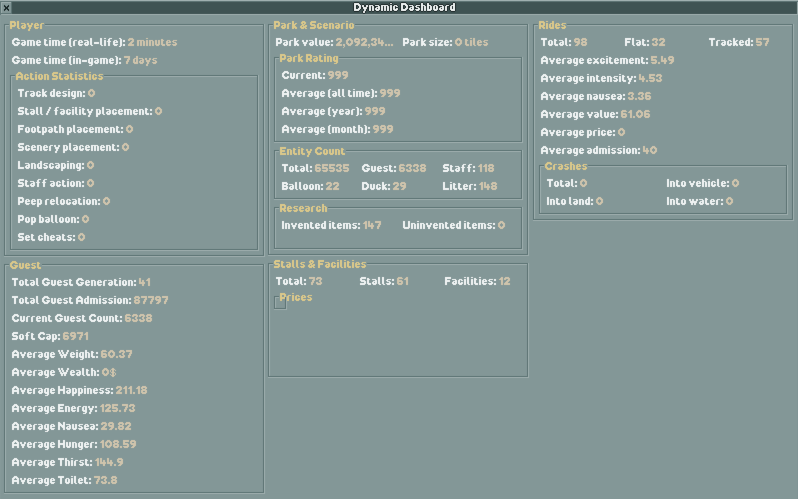 Dynamic Dashboard
Player
Game time (real-life): 2 minutes
Game time (in-game): 7 days
Action Statistics
Track design: 0
Stall / facility placement: 0
Footpath placement: 0
Scenery placement: 0
Landscaping: 0
Staff action: 0
Peep relocation: 0
Pop balloon: 0
Set cheats: 0
Guest
Total Guest Generation: 41
Total Guest Admission: 87797
Current Guest Count: 6338
Soft Cap: 6971
Average Weight: 60.37
Average Wealth: 0$
Average Happiness: 211.18
Average Energy: 125.73
Average Nausea: 29.82
Average Hunger: 108.59
Average Thirst: 144.9
Average Toilet: 73.8
Park & Scenario
Park value: 2,092,34... Park size: 0 tiles
Park Rating
Current: 999
Average (all time): 999
Average (year): 999
Average (month): 999
Entity Count
Total: 65535 Guest: 6338 Staff: 118
Balloon: 22 Duck: 29 Litter: 148
Research
Invented items: 147 Uninvented items: 0
Stalls & Facilities
Total: 73 Stalls: 61 Facilities: 12
Prices
Rides
Total: 98 Flat: 32 Tracked: 57
Average excitement: 5.49
Average intensity: 4.53
Average nausea: 3.36
Average value: 61.06
Average price: 0
Average admission: 40
Crashes
Total: 0 Into vehicle: 0
Into land: 0 Into water: 0